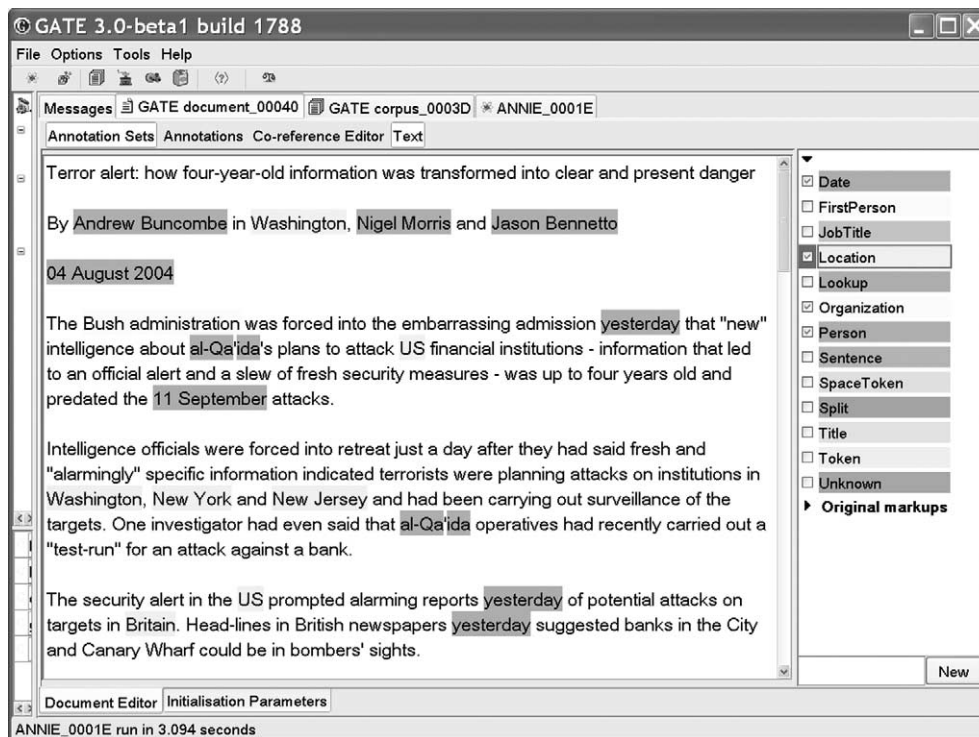 GATE 3.0-beta1 build 1788
File Options Tools Help
Messages GATE document_00040 GATE corpus_0003D ANNIE_0001E
Annotation Sets Annotations Co-reference Editor Text
Terror alert: how four-year-old information was transformed into clear and present danger
By Andrew Buncombe in Washington, Nigel Morris and Jason Bennetto
04 August 2004
The Bush administration was forced into the embarrassing admission yesterday that "new"
intelligence about al-Qa'ida's plans to attack US financial institutions - information that led
to an official alert and a slew of fresh security measures - was up to four years old and
predated the 11 September attacks.
Intelligence officials were forced into retreat just a day after they had said fresh and
"alarmingly" specific information indicated terrorists were planning attacks on institutions in
Washington, New York and New Jersey and had been carrying out surveillance of the
targets. One investigator had even said that al-Qa'ida operatives had recently carried out a
"test-run" for an attack against a bank.
The security alert in the US prompted alarming reports yesterday of potential attacks on
targets in Britain. Head-lines in British newspapers yesterday suggested banks in the City
and Canary Wharf could be in bombers' sights.
Date
FirstPerson
JobTitle
Location
Lookup
Organization
Person
Sentence
SpaceToken
Split
Title
Token
Unknown
Original markups
New
Document Editor Initialisation Parameters
ANNIE_0001E run in 3.094 seconds